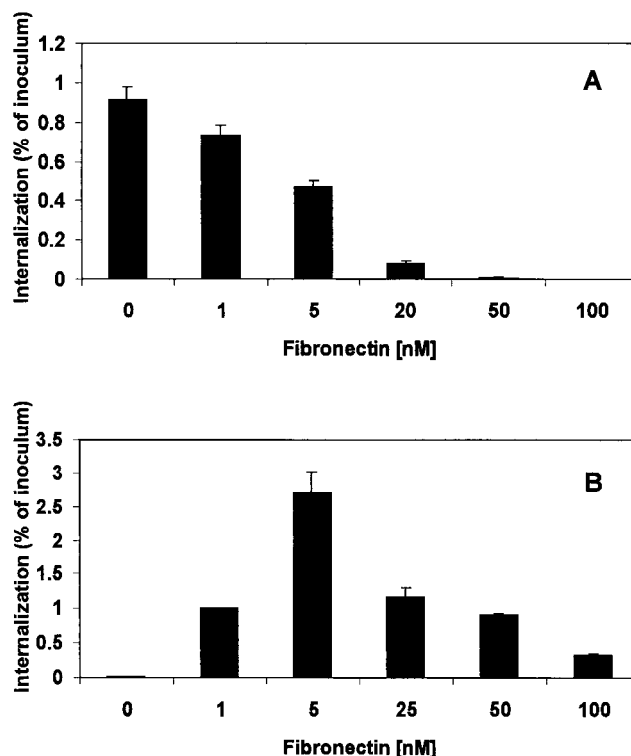 Internalization (% of inoculum)
1.2
1
0.8
0.6
0.4
0.2
0
A
0 1 5 20 50 100
Fibronectin [nM]
Internalization (% of inoculum)
3.5
3
2.5
2
1.5
1
0.5
0
B
0 1 5 25 50 100
Fibronectin [nM]